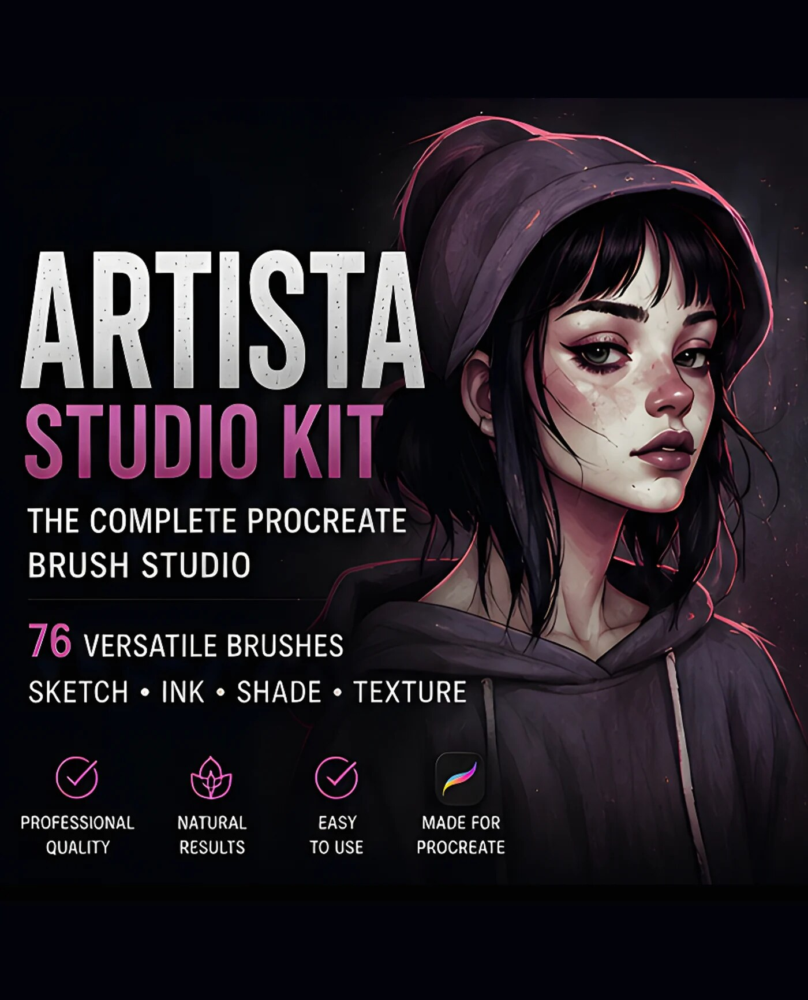 ARTISTA
STUDIO KIT
THE COMPLETE PROCREATE
BRUSH STUDIO
76 VERSATILE BRUSHES
SKETCH • INK • SHADE • TEXTURE
PROFESSIONAL
QUALITY
NATURAL
RESULTS
EASY
TO USE
MADE FOR
PROCREATE